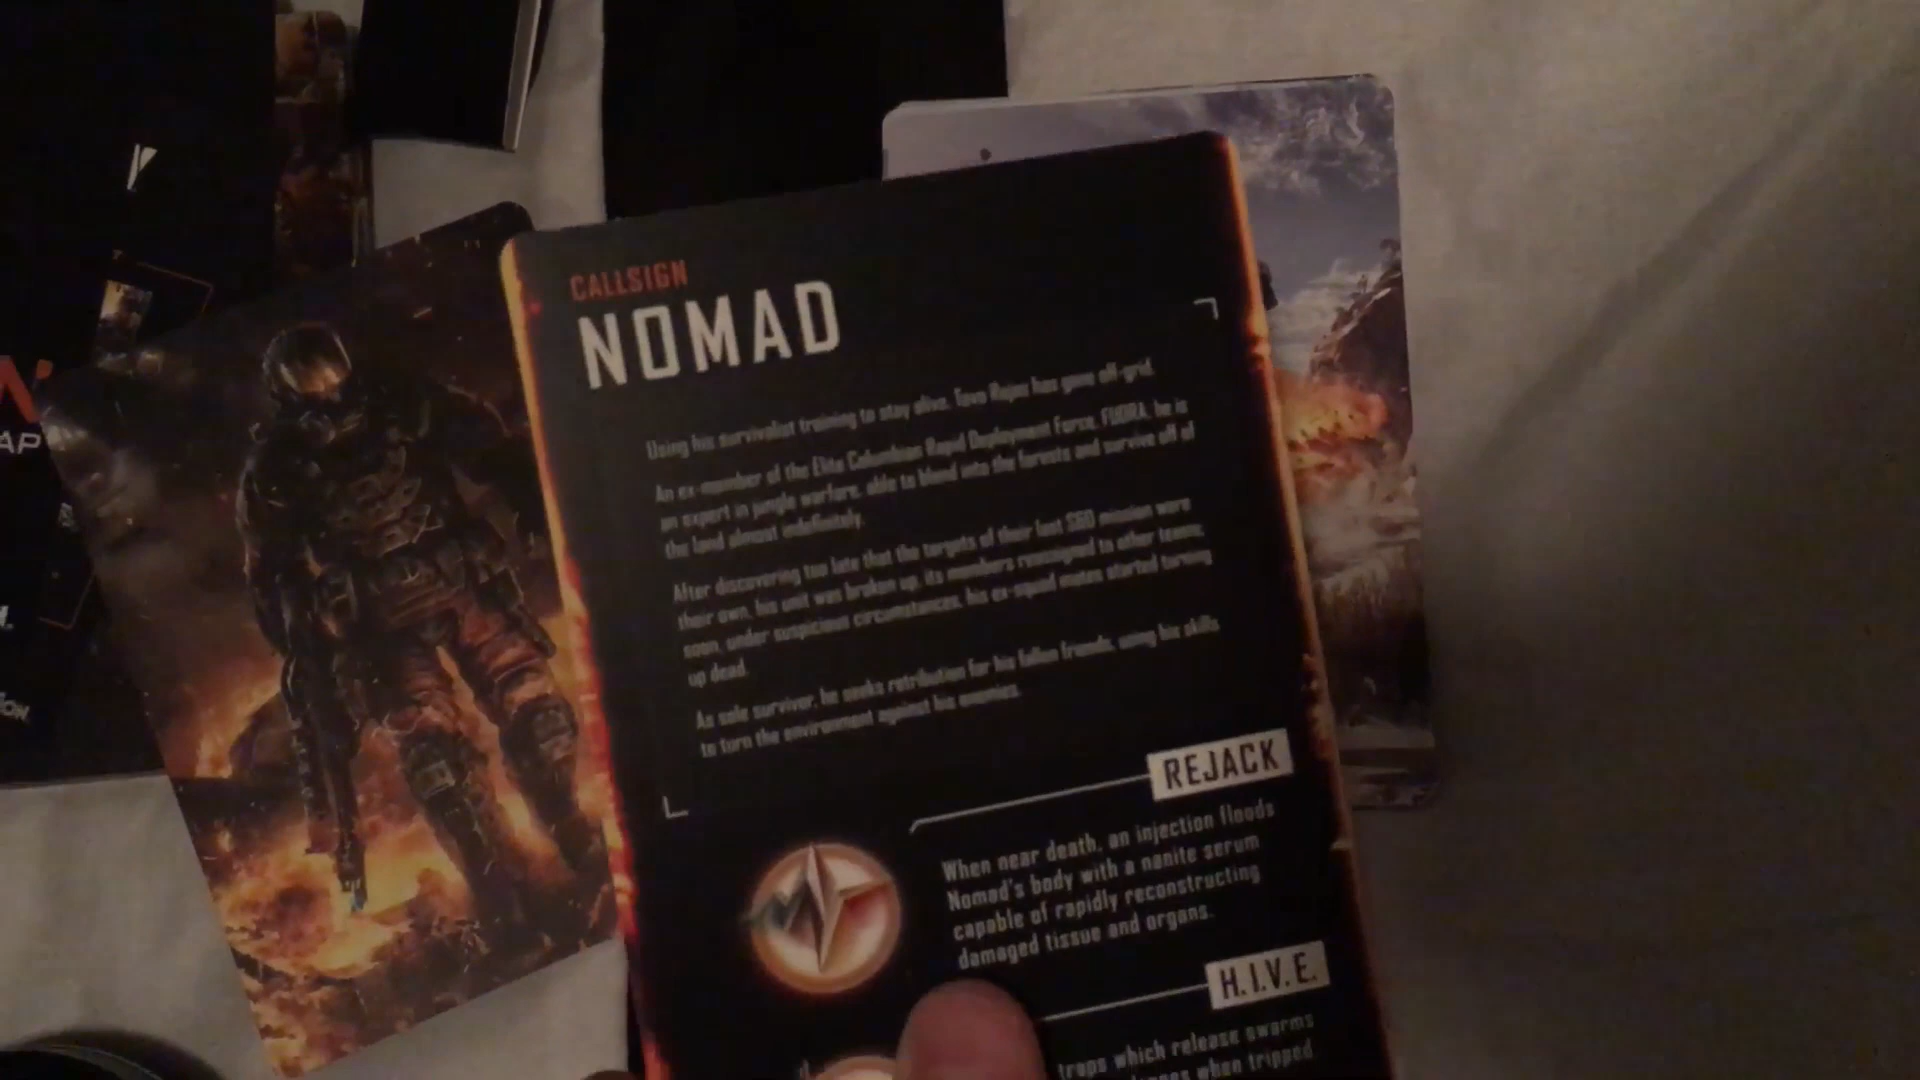 CALLSIGN
NOMAD
Using his survivalist training to stay alive, Tavo Rojas has gone off-grid.
An ex-member of the Elite Columbian Rapid Deployment Force, FUDRA, he is
an expert in jungle warfare, able to blend into the forests and survive off of
the land almost indefinitely.
After discovering too late that the targets of their last SGO mission were
their own, his unit was broken up, its members reassigned to other teams;
soon, under suspicious circumstances, his ex-squad mates started turning
up dead.
As sole survivor, he seeks retribution for his fallen friends, using his skills
to turn the environment against his enemies.
REJACK
When near death, an injection floods
Nomad's body with a nanite serum
capable of rapidly reconstructing
damaged tissue and organs.
H.I.V.E.
traps which release swarms
when tripped
AP